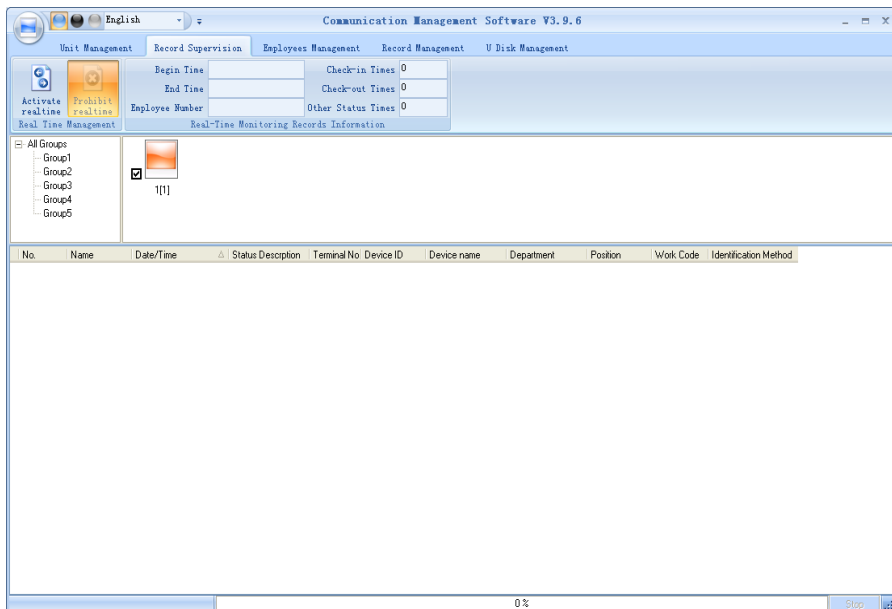 English
Communication Management Software V3.9.6
Unit Management Record Supervision Employees Management Record Management U Disk Management
Begin Time Check-in Times 0
End Time Check-out Times 0
Activate realtime Prohibit realtime Employee Number Other Status Times 0
Real Time Management Real-Time Monitoring Records Information
All Groups
Group1
Group2
Group3
Group4
Group5
1[1]
No. Name Date/Time Status Descrption Terminal No Device ID Device name Department Position Work Code Identification Method
0 % Stop